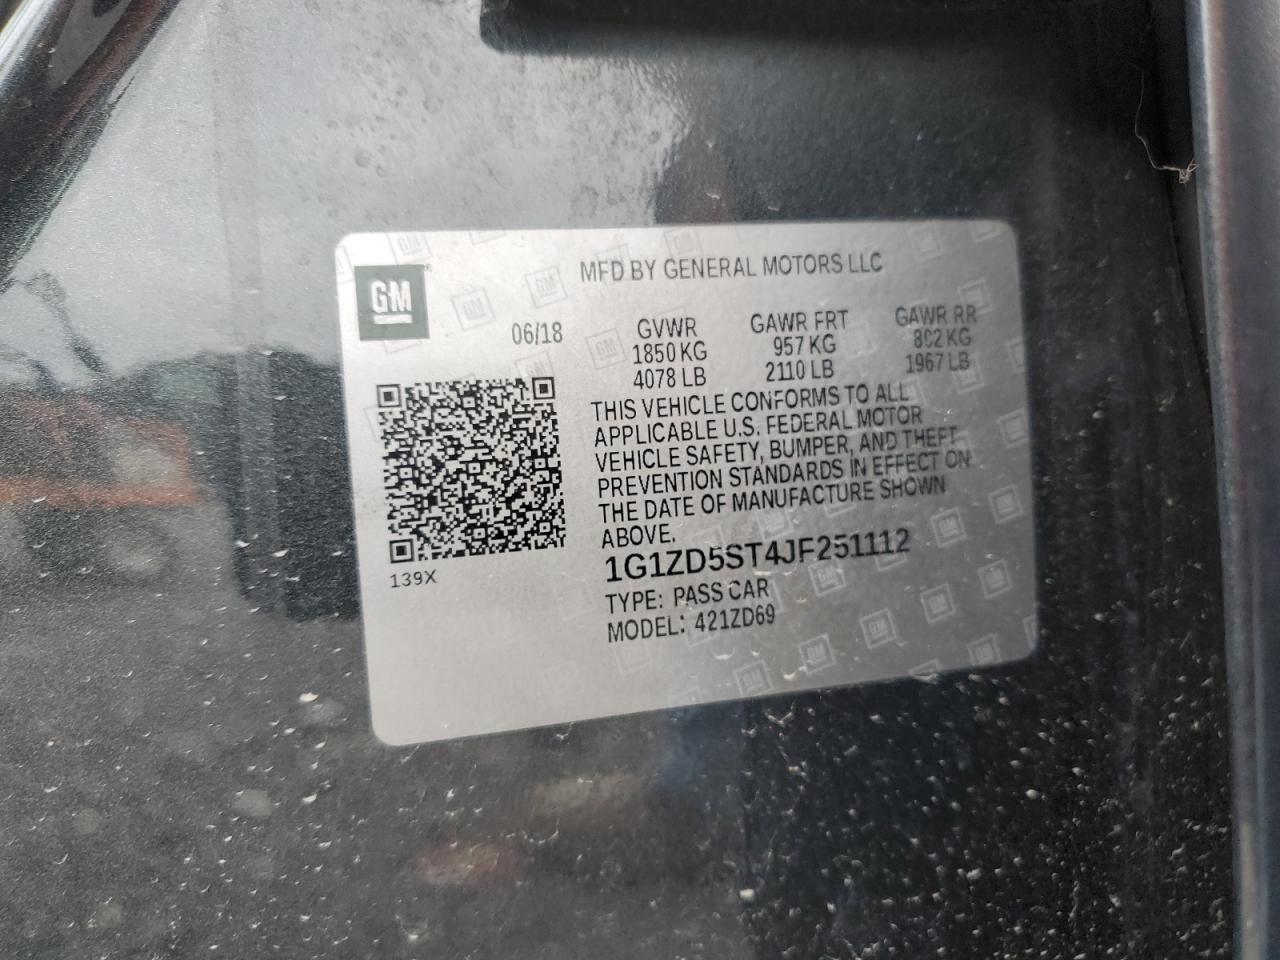 GM
MFD BY GENERAL MOTORS LLC
06/18
GVWR GAWR FRT GAWR RR
1850 KG 957 KG 892 KG
4078 LB 2110 LB 1967 LB
THIS VEHICLE CONFORMS TO ALL
APPLICABLE U.S. FEDERAL MOTOR
VEHICLE SAFETY, BUMPER, AND THEFT
PREVENTION STANDARDS IN EFFECT ON
THE DATE OF MANUFACTURE SHOWN
ABOVE.
1G1ZD5ST4JF251112
TYPE: PASS CAR
MODEL: 421ZD69
139X